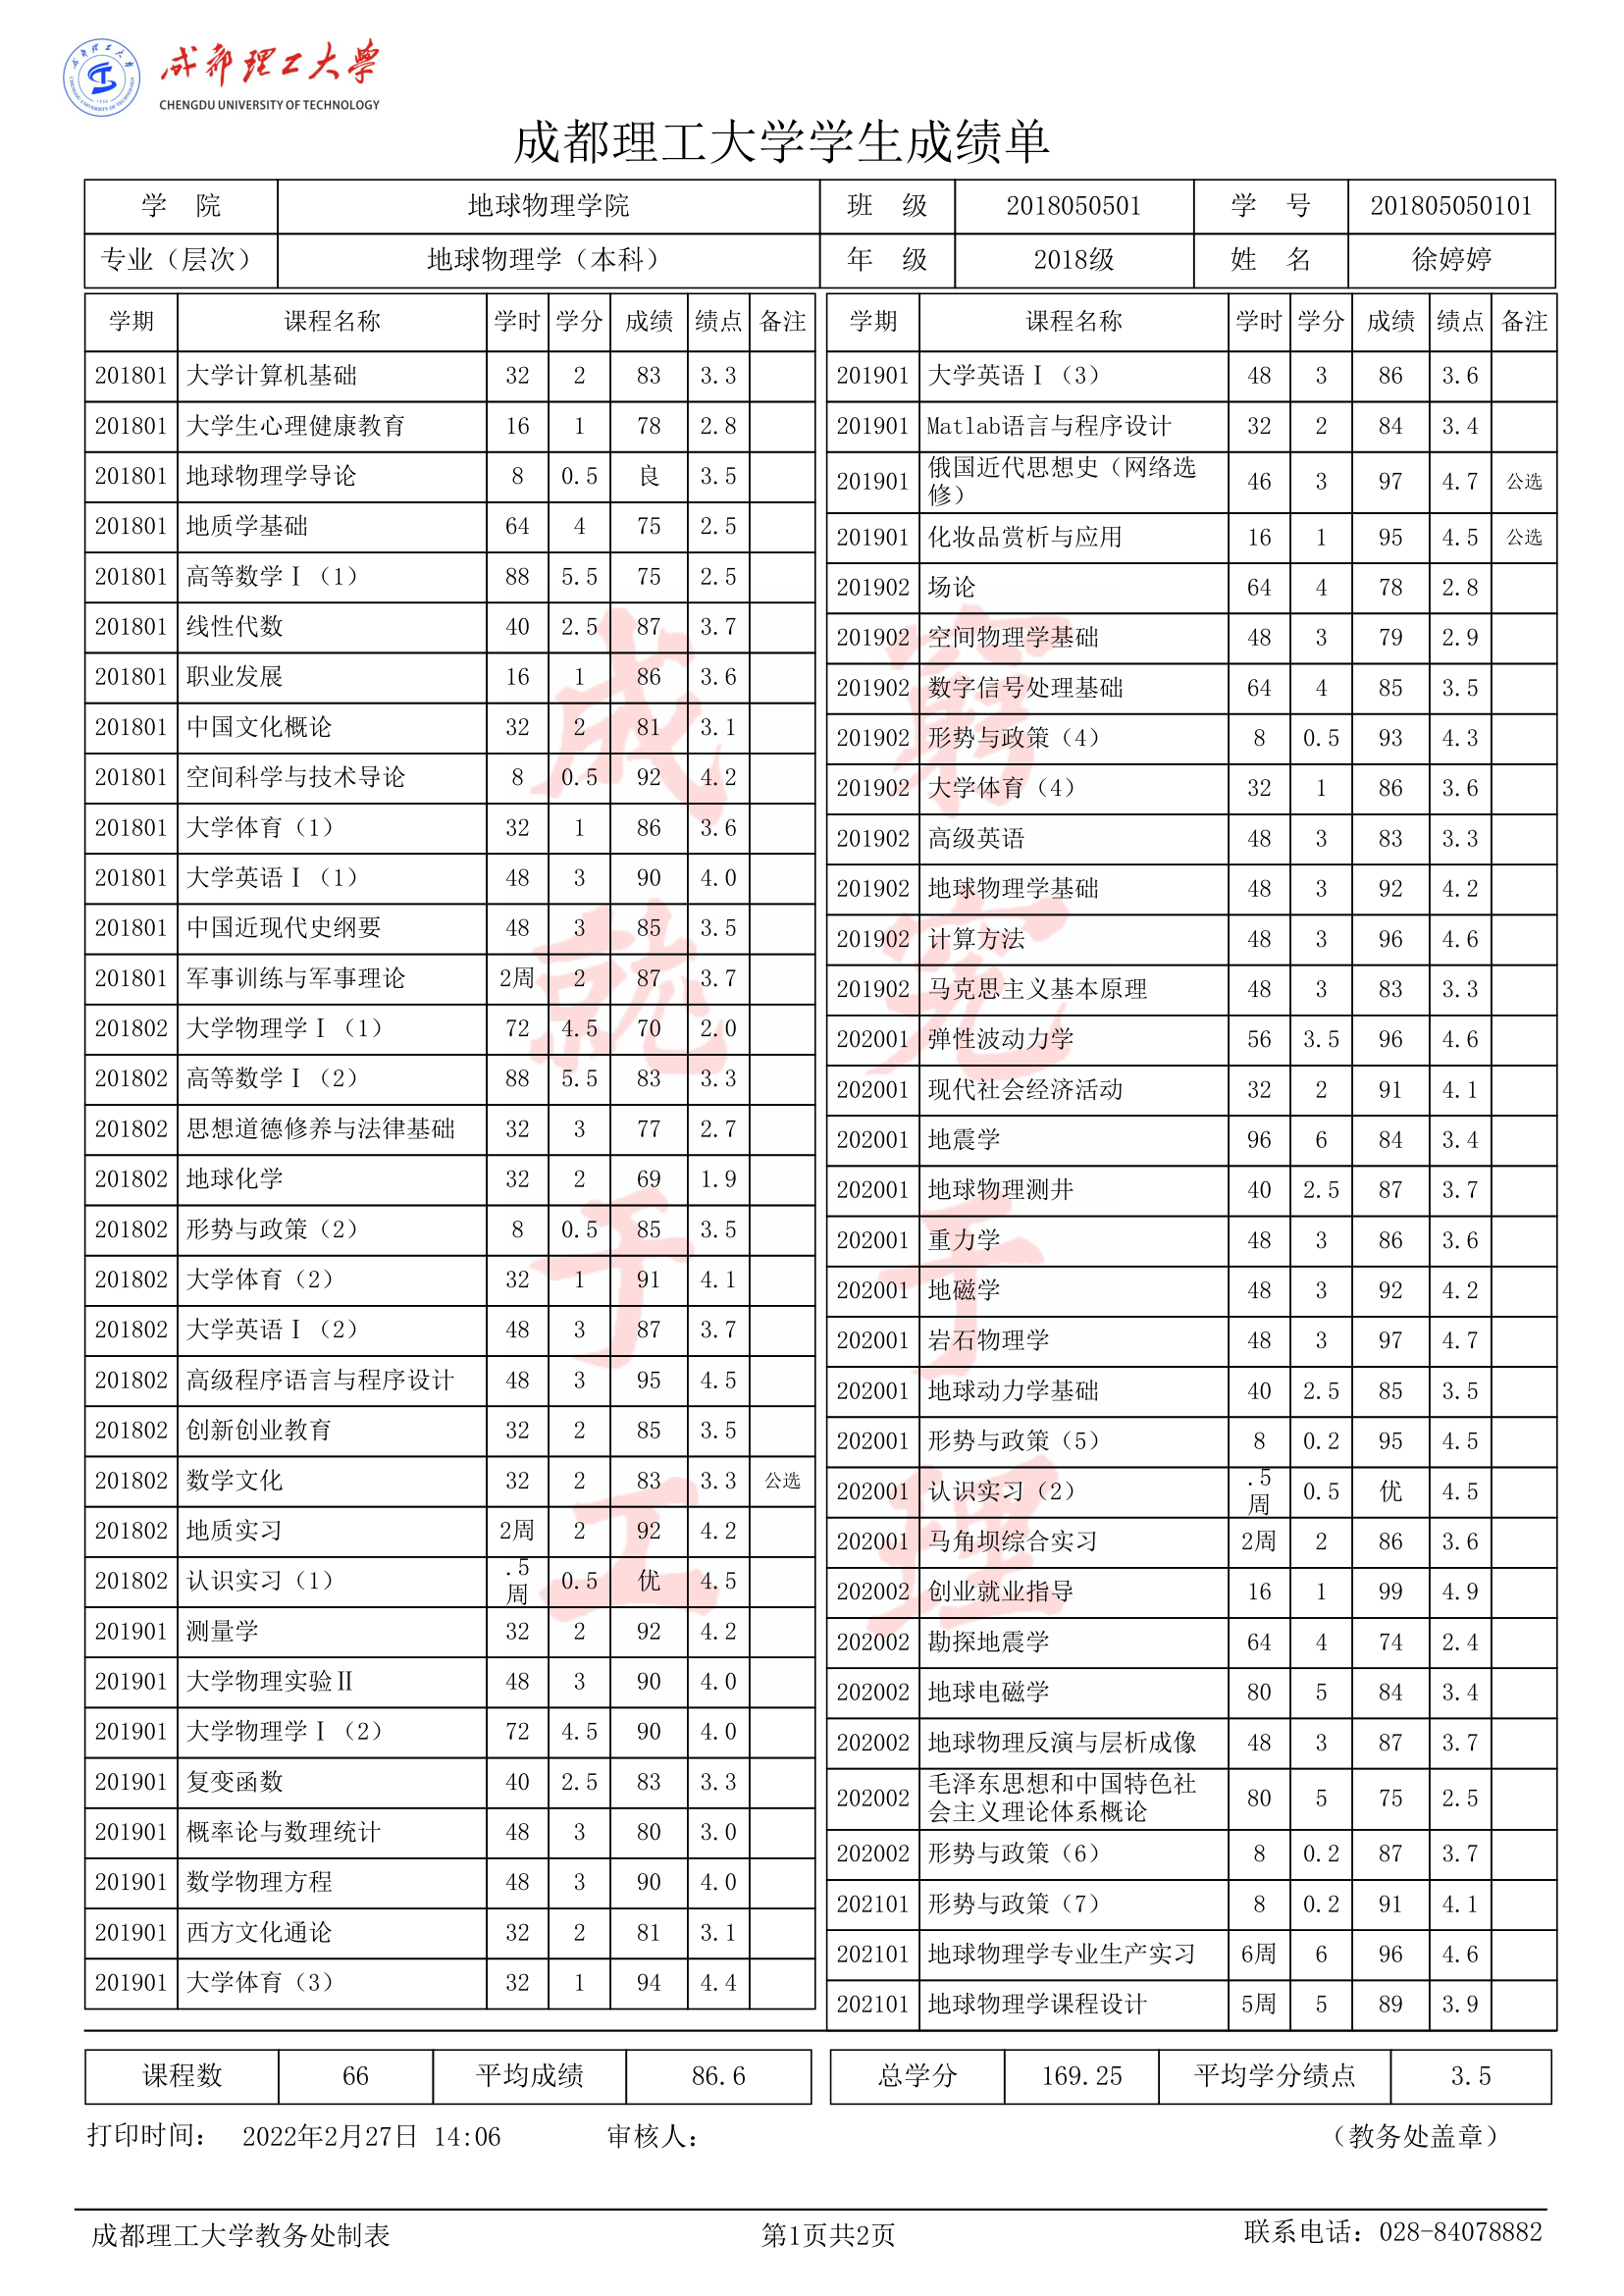 成都理工大学
CHENGDU UNIVERSITY OF TECHNOLOGY
成都理工大学学生成绩单
学 院 地球物理学院 班 级 2018050501 学 号 201805050101
专业（层次） 地球物理学（本科） 年 级 2018级 姓 名 徐婷婷
学期 课程名称 学时 学分 成绩 绩点 备注
201801 大学计算机基础 32 2 83 3.3
201801 大学生心理健康教育 16 1 78 2.8
201801 地球物理学导论 8 0.5 良 3.5
201801 地质学基础 64 4 75 2.5
201801 高等数学Ⅰ（1） 88 5.5 75 2.5
201801 线性代数 40 2.5 87 3.7
201801 职业发展 16 1 86 3.6
201801 中国文化概论 32 2 81 3.1
201801 空间科学与技术导论 8 0.5 92 4.2
201801 大学体育（1） 32 1 86 3.6
201801 大学英语Ⅰ（1） 48 3 90 4.0
201801 中国近现代史纲要 48 3 85 3.5
201801 军事训练与军事理论 2周 2 87 3.7
201802 大学物理学Ⅰ（1） 72 4.5 70 2.0
201802 高等数学Ⅰ（2） 88 5.5 83 3.3
201802 思想道德修养与法律基础 32 3 77 2.7
201802 地球化学 32 2 69 1.9
201802 形势与政策（2） 8 0.5 85 3.5
201802 大学体育（2） 32 1 91 4.1
201802 大学英语Ⅰ（2） 48 3 87 3.7
201802 高级程序语言与程序设计 48 3 95 4.5
201802 创新创业教育 32 2 85 3.5
201802 数学文化 32 2 83 3.3 公选
201802 地质实习 2周 2 92 4.2
201802 认识实习（1） .5周 0.5 优 4.5
201901 测量学 32 2 92 4.2
201901 大学物理实验Ⅱ 48 3 90 4.0
201901 大学物理学Ⅰ（2） 72 4.5 90 4.0
201901 复变函数 40 2.5 83 3.3
201901 概率论与数理统计 48 3 80 3.0
201901 数学物理方程 48 3 90 4.0
201901 西方文化通论 32 2 81 3.1
201901 大学体育（3） 32 1 94 4.4
学期 课程名称 学时 学分 成绩 绩点 备注
201901 大学英语Ⅰ（3） 48 3 86 3.6
201901 Matlab语言与程序设计 32 2 84 3.4
201901 俄国近代思想史（网络选
修） 46 3 97 4.7 公选
201901 化妆品赏析与应用 16 1 95 4.5 公选
201902 场论 64 4 78 2.8
201902 空间物理学基础 48 3 79 2.9
201902 数字信号处理基础 64 4 85 3.5
201902 形势与政策（4） 8 0.5 93 4.3
201902 大学体育（4） 32 1 86 3.6
201902 高级英语 48 3 83 3.3
201902 地球物理学基础 48 3 92 4.2
201902 计算方法 48 3 96 4.6
201902 马克思主义基本原理 48 3 83 3.3
202001 弹性波动力学 56 3.5 96 4.6
202001 现代社会经济活动 32 2 91 4.1
202001 地震学 96 6 84 3.4
202001 地球物理测井 40 2.5 87 3.7
202001 重力学 48 3 86 3.6
202001 地磁学 48 3 92 4.2
202001 岩石物理学 48 3 97 4.7
202001 地球动力学基础 40 2.5 85 3.5
202001 形势与政策（5） 8 0.2 95 4.5
202001 认识实习（2） .5周 0.5 优 4.5
202001 马角坝综合实习 2周 2 86 3.6
202002 创业就业指导 16 1 99 4.9
202002 勘探地震学 64 4 74 2.4
202002 地球电磁学 80 5 84 3.4
202002 地球物理反演与层析成像 48 3 87 3.7
202002 毛泽东思想和中国特色社
会主义理论体系概论 80 5 75 2.5
202002 形势与政策（6） 8 0.2 87 3.7
202101 形势与政策（7） 8 0.2 91 4.1
202101 地球物理学专业生产实习 6周 6 96 4.6
202101 地球物理学课程设计 5周 5 89 3.9
穷究于理
成就于工
课程数 66 平均成绩 86.6 总学分 169.25 平均学分绩点 3.5
打印时间： 2022年2月27日 14:06 审核人： （教务处盖章）
成都理工大学教务处制表 第1页共2页 联系电话：028-84078882